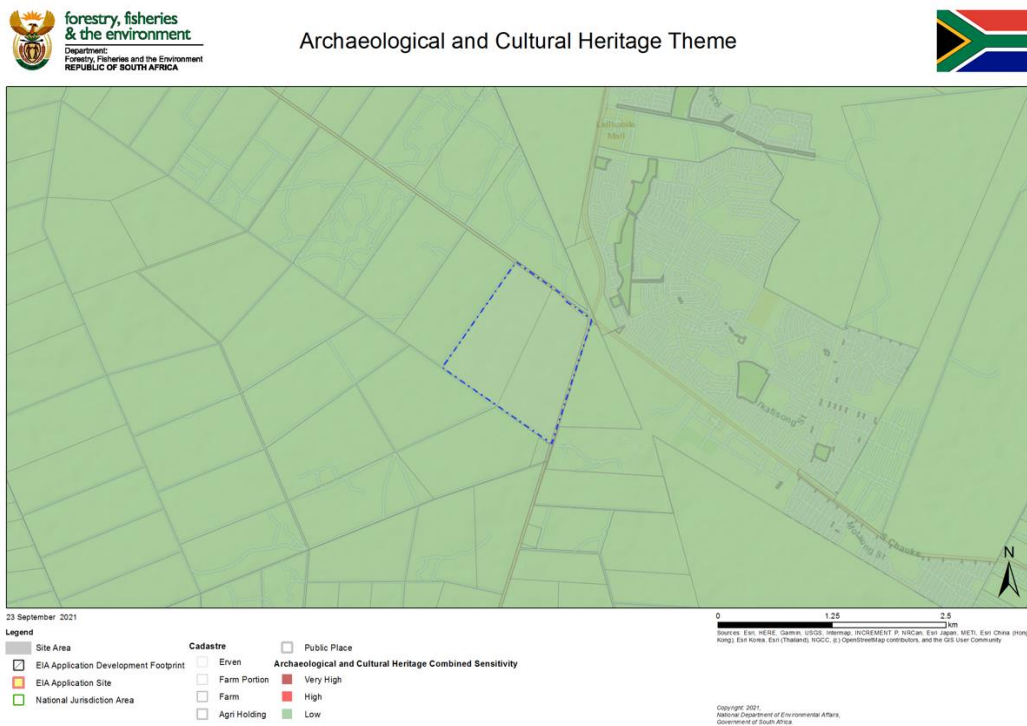 forestry, fisheries
& the environment
Department:
Forestry, Fisheries and the Environment
REPUBLIC OF SOUTH AFRICA
Archaeological and Cultural Heritage Theme
Mall
S Chauke
N
23 September 2021
0 1.25 2.5
km
Sources: Esri, HERE, Garmin, USGS, Intermap, INCREMENT P, NRCan, Esri Japan, METI, Esri China (Hong
Kong), Esri Korea, Esri (Thailand), NGCC, (c) OpenStreetMap contributors, and the GIS User Community
Legend
Site Area
EIA Application Development Footprint
EIA Application Site
National Jurisdiction Area
Cadastre
Erven
Farm Portion
Farm
Agri Holding
Public Place
Archaeological and Cultural Heritage Combined Sensitivity
Very High
High
Low
Copyright: 2021,
National Department of Environmental Affairs,
Government of South Africa.